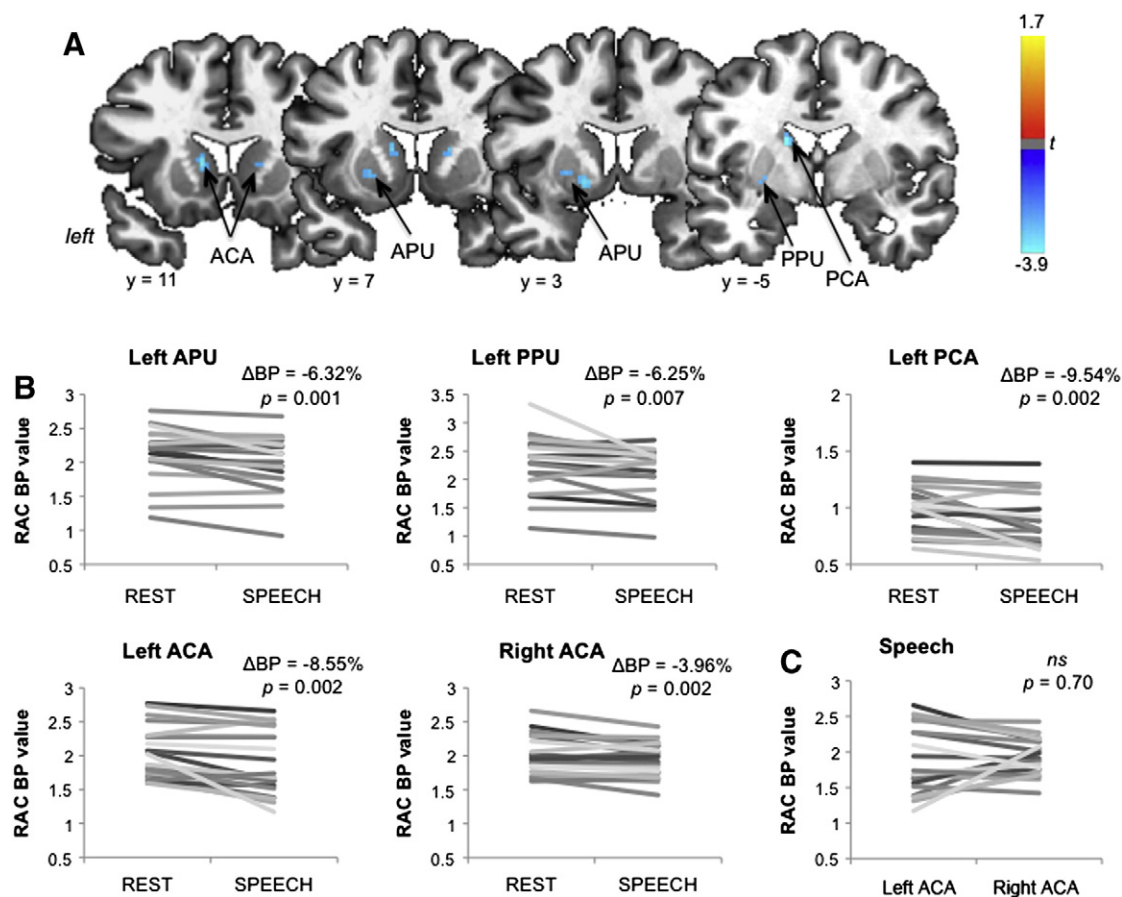 A
1.7
t
-3.9
left
ACA
APU
APU
PPU
PCA
y = 11
y = 7
y = 3
y = -5
B
Left APU
ΔBP = -6.32%
p = 0.001
RAC BP value
3
2.5
2
1.5
1
0.5
REST SPEECH
Left PPU
ΔBP = -6.25%
p = 0.007
RAC BP value
3.5
3
2.5
2
1.5
1
0.5
REST SPEECH
Left PCA
ΔBP = -9.54%
p = 0.002
RAC BP value
2
1.5
1
0.5
REST SPEECH
Left ACA
ΔBP = -8.55%
p = 0.002
RAC BP value
3
2.5
2
1.5
1
0.5
REST SPEECH
Right ACA
ΔBP = -3.96%
p = 0.002
RAC BP value
3
2.5
2
1.5
1
0.5
REST SPEECH
C
Speech
ns
p = 0.70
RAC BP value
3
2.5
2
1.5
1
0.5
Left ACA Right ACA